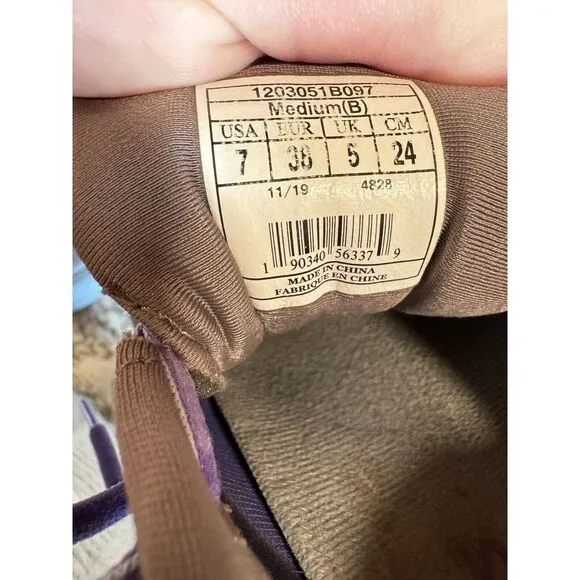 1203051B097
Medium(B)
USA EUR UK CM
7 38 5 24
11/19 4828
1 90340 56337 9
MADE IN CHINA
FABRIQUE EN CHINE